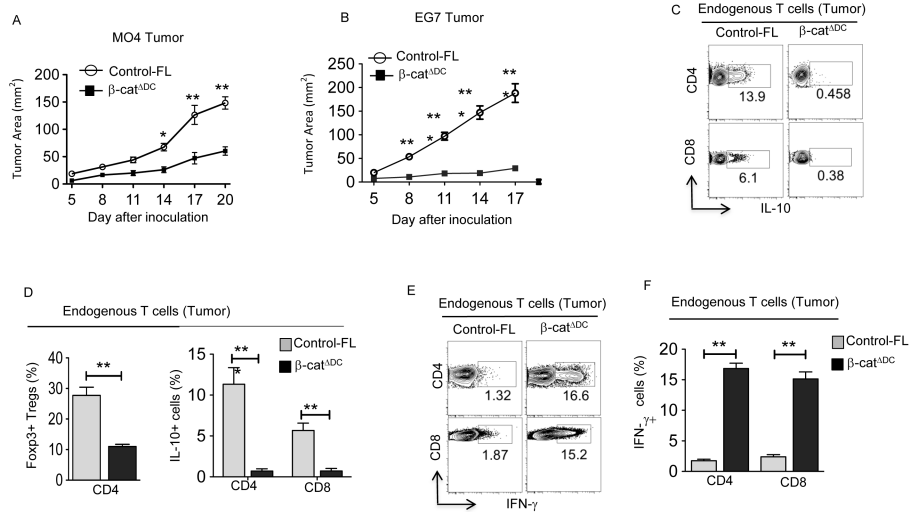 A
MO4 Tumor
Control-FL
β-cat^ΔDC
Tumor Area (mm²)
200
150
100
50
0
*
**
**
5 8 11 14 17 20
Day after inoculation
B
EG7 Tumor
Control-FL
β-cat^ΔDC
Tumor Area (mm²)
250
200
150
100
50
0
**
**
*
**
*
**
*
5 8 11 14 17
Day after inoculation
C
Endogenous T cells (Tumor)
Control-FL β-cat^ΔDC
CD4
13.9 0.458
CD8
6.1 0.38
IL-10
D
Endogenous T cells (Tumor)
Control-FL
β-cat^ΔDC
Foxp3+ Tregs (%)
40
30
20
10
0
**
CD4
IL-10+ cells (%)
15
10
5
0
**
*
**
CD4 CD8
E
Endogenous T cells (Tumor)
Control-FL β-cat^ΔDC
CD4
1.32 16.6
CD8
1.87 15.2
IFN-γ
F
Endogenous T cells (Tumor)
Control-FL
β-cat^ΔDC
IFN-γ+ cells (%)
20
15
10
5
0
**
**
CD4 CD8